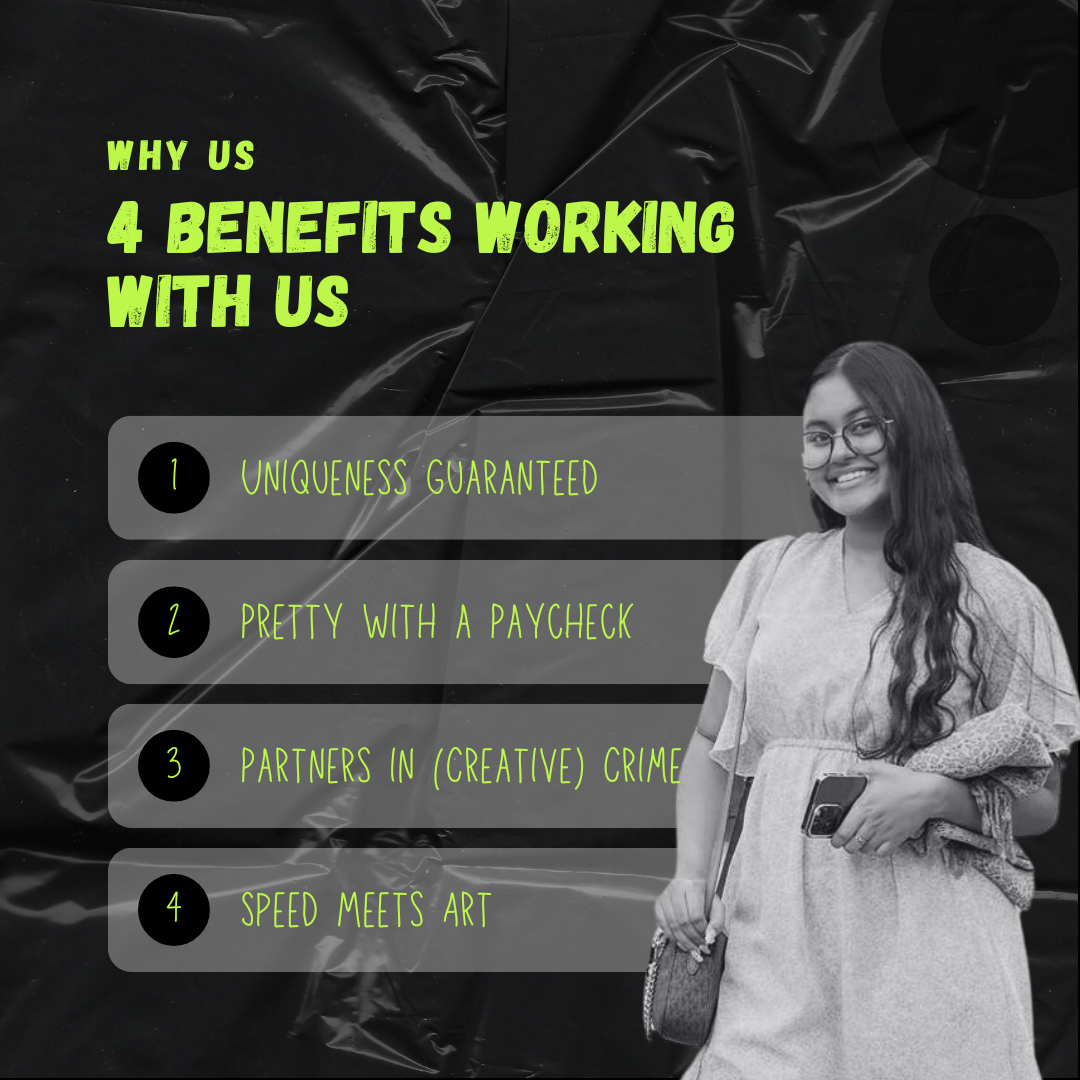 WHY US
4 BENEFITS WORKING
WITH US
1 UNIQUENESS GUARANTEED
2 PRETTY WITH A PAYCHECK
3 PARTNERS IN (CREATIVE) CRIME
4 SPEED MEETS ART